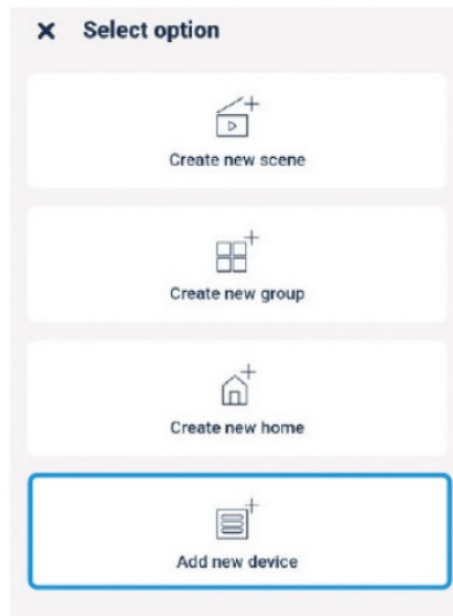 Select option
Create new scene
Create new group
Create new home
Add new device